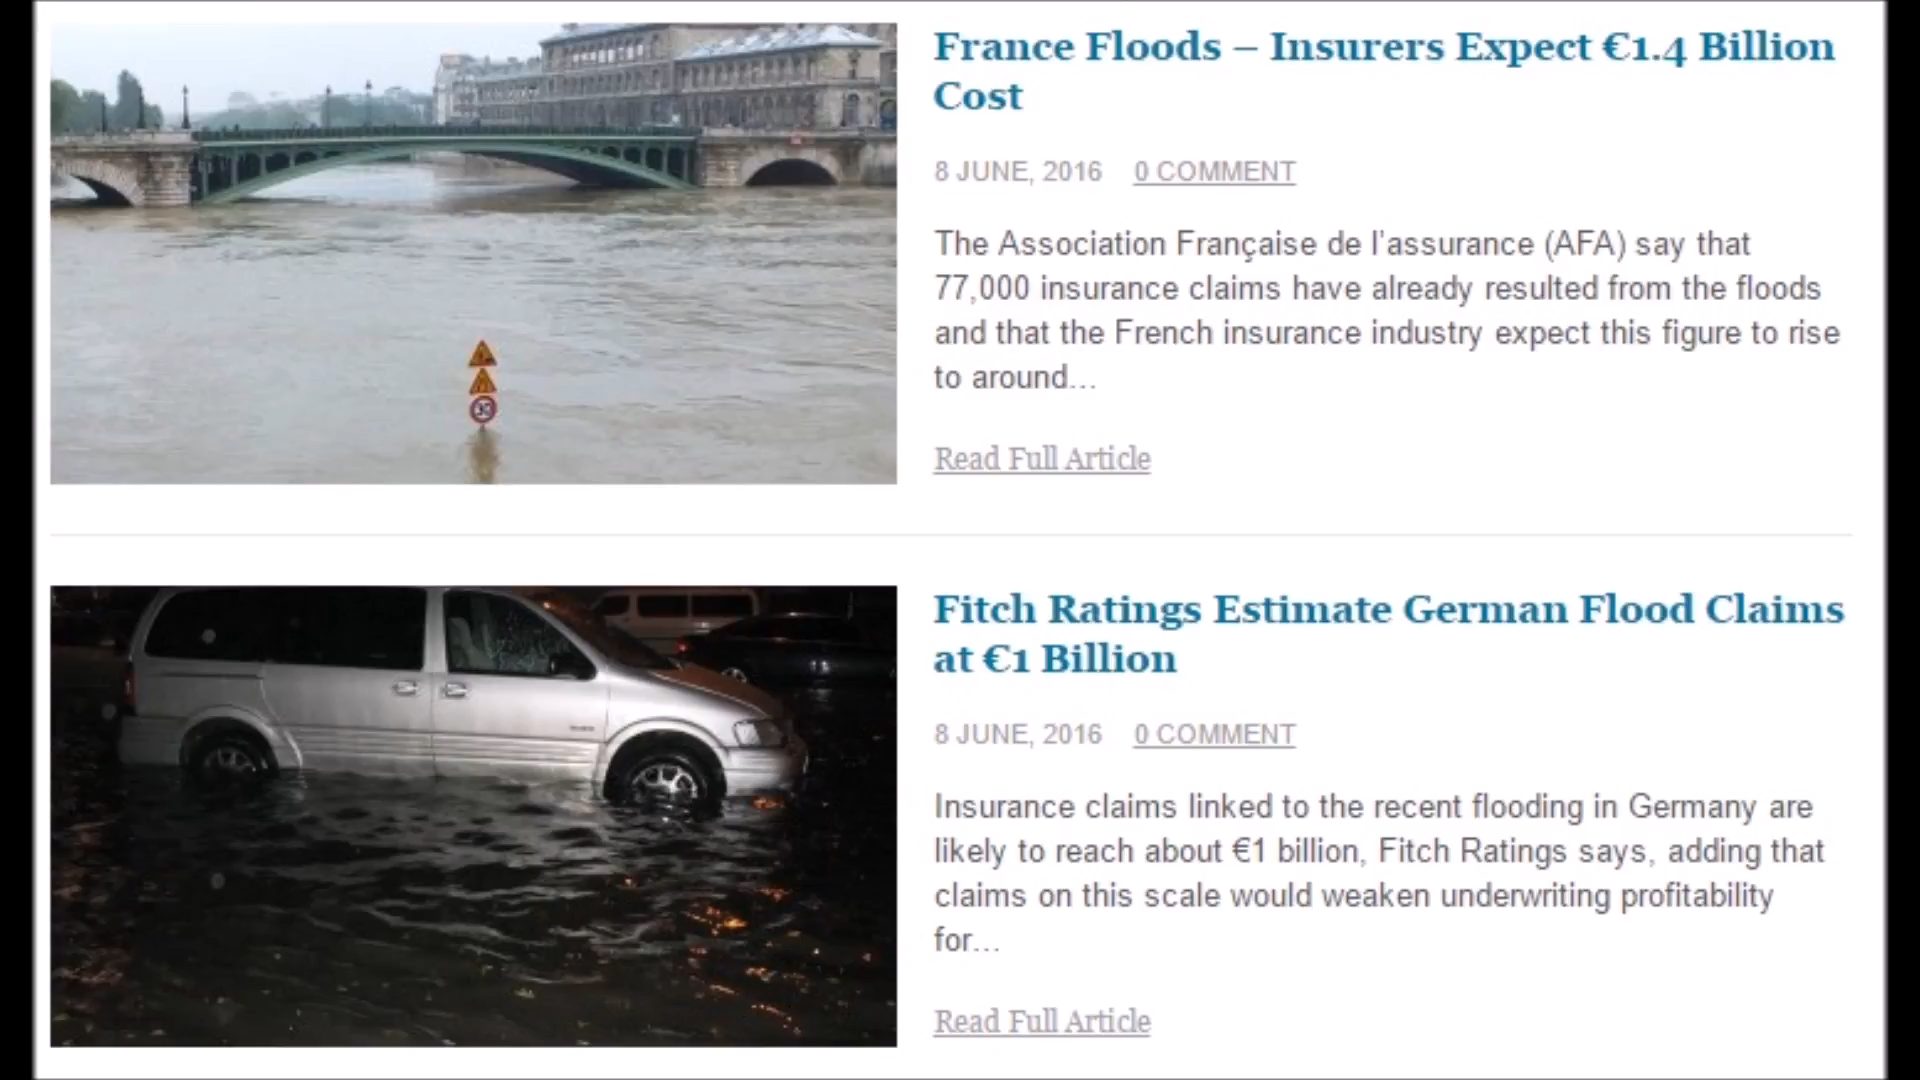 France Floods – Insurers Expect €1.4 Billion
Cost
8 JUNE, 2016 0 COMMENT
The Association Française de l'assurance (AFA) say that
77,000 insurance claims have already resulted from the floods
and that the French insurance industry expect this figure to rise
to around...
Read Full Article
30
Fitch Ratings Estimate German Flood Claims
at €1 Billion
8 JUNE, 2016 0 COMMENT
Insurance claims linked to the recent flooding in Germany are
likely to reach about €1 billion, Fitch Ratings says, adding that
claims on this scale would weaken underwriting profitability
for...
Read Full Article